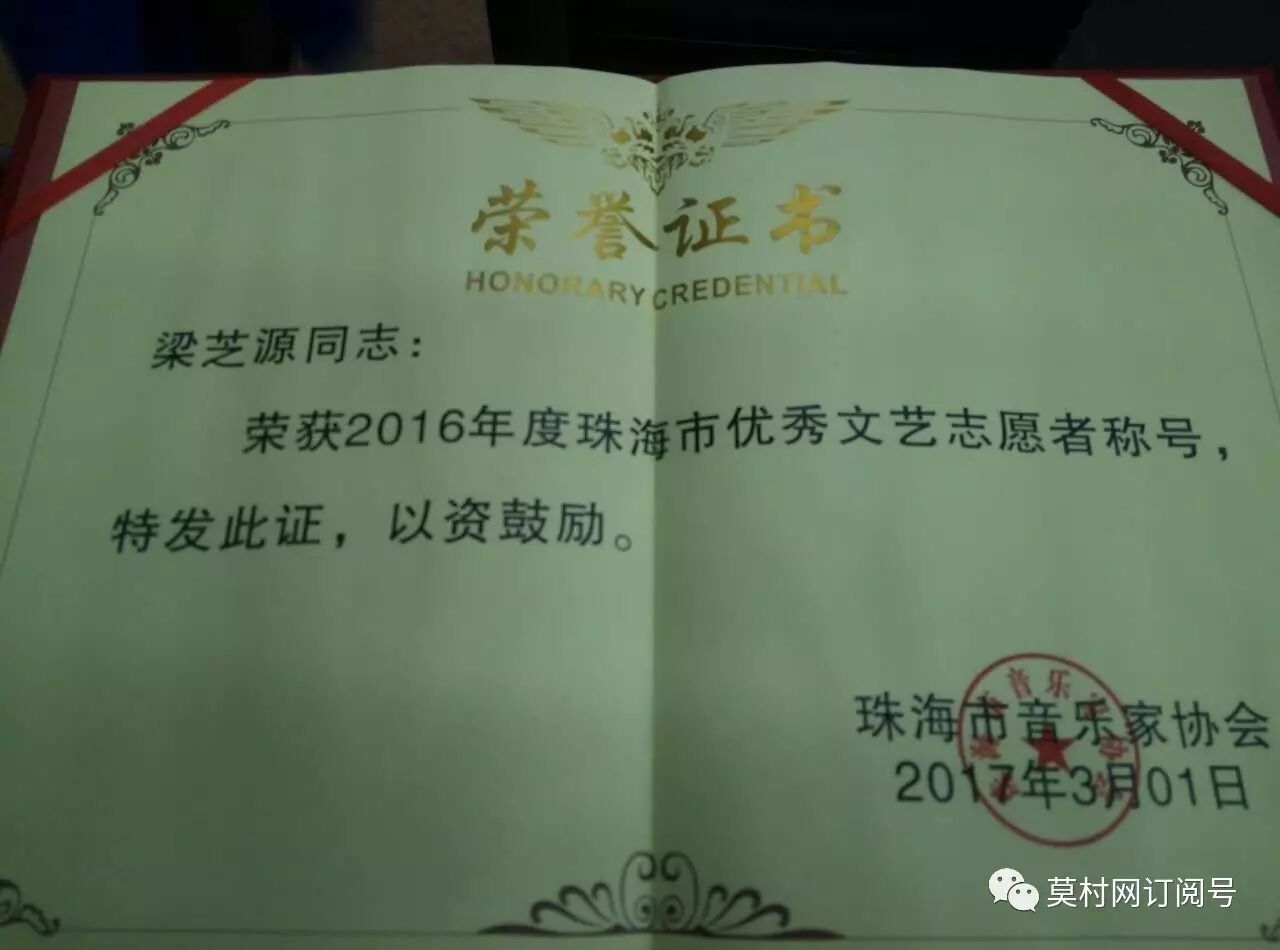 荣誉证书
HONORARY CREDENTIAL
梁芝源同志：
荣获2016年度珠海市优秀文艺志愿者称号，
特发此证，以资鼓励。
珠海市音乐家协会
2017年3月01日
莫村网订阅号